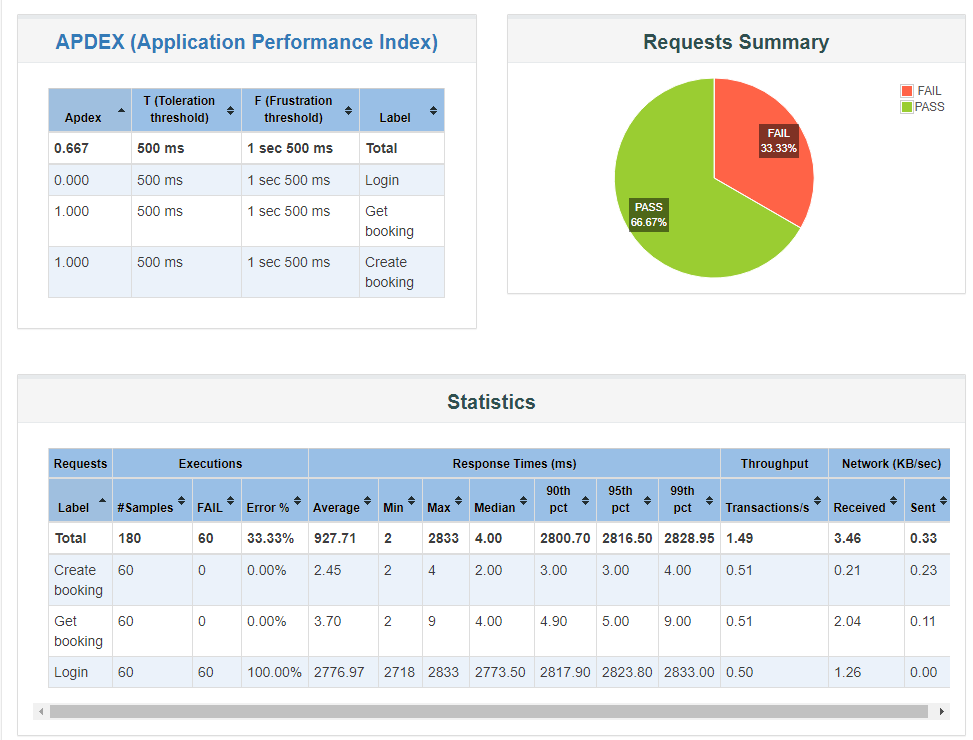 APDEX (Application Performance Index)
Apdex T (Toleration threshold) F (Frustration threshold) Label
0.667 500 ms 1 sec 500 ms Total
0.000 500 ms 1 sec 500 ms Login
1.000 500 ms 1 sec 500 ms Get booking
1.000 500 ms 1 sec 500 ms Create booking
Requests Summary
FAIL
PASS
FAIL
33.33%
PASS
66.67%
Statistics
Requests Executions Response Times (ms) Throughput Network (KB/sec)
Label #Samples FAIL Error % Average Min Max Median 90th pct 95th pct 99th pct Transactions/s Received Sent
Total 180 60 33.33% 927.71 2 2833 4.00 2800.70 2816.50 2828.95 1.49 3.46 0.33
Create booking 60 0 0.00% 2.45 2 4 2.00 3.00 3.00 4.00 0.51 0.21 0.23
Get booking 60 0 0.00% 3.70 2 9 4.00 4.90 5.00 9.00 0.51 2.04 0.11
Login 60 60 100.00% 2776.97 2718 2833 2773.50 2817.90 2823.80 2833.00 0.50 1.26 0.00